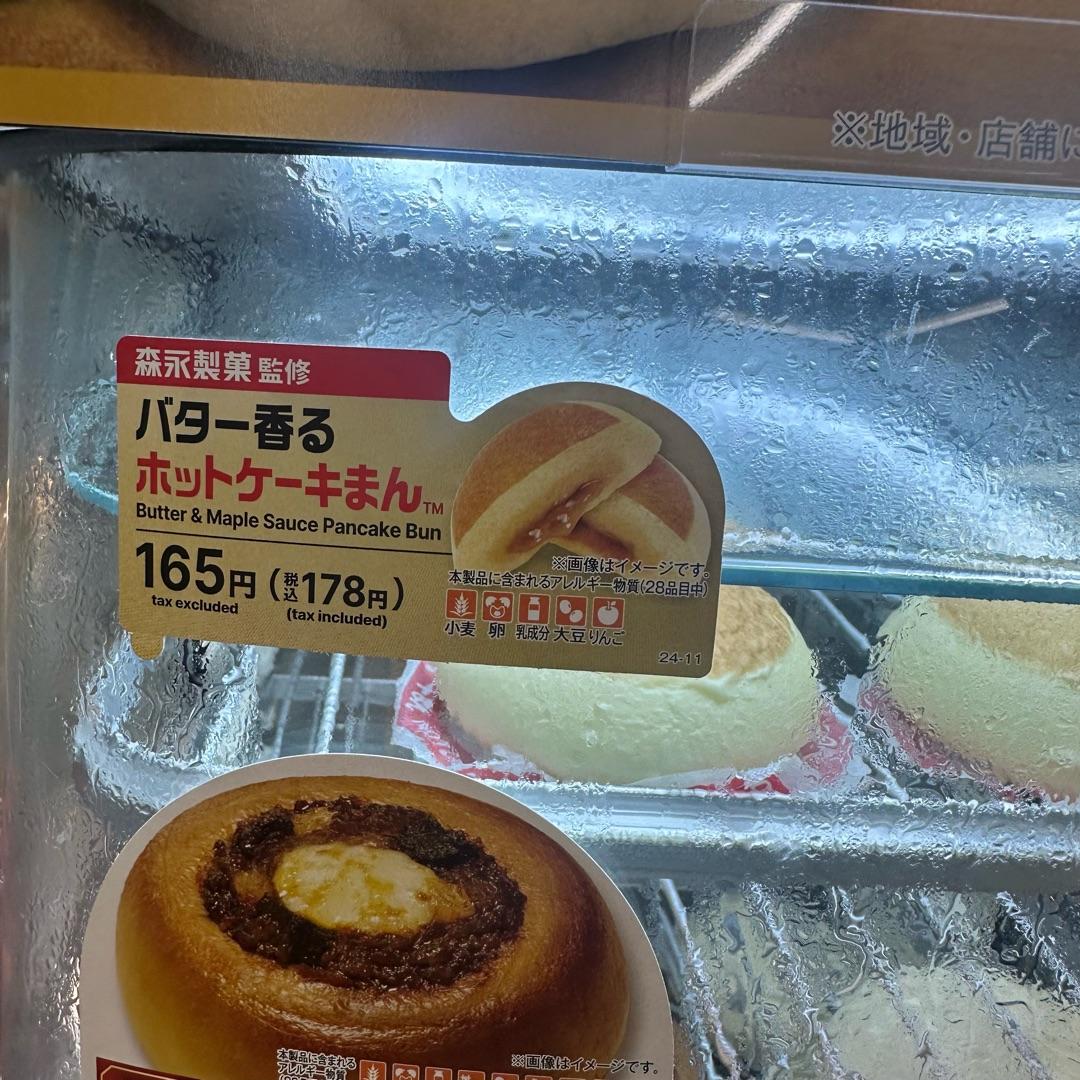 ※地域・店舗に
森永製菓 監修
バター香る
ホットケーキまん™
Butter & Maple Sauce Pancake Bun
165円 (税込178円)
tax excluded (tax included)
※画像はイメージです。
本製品に含まれるアレルギー物質(28品目中)
小麦 卵 乳成分 大豆 りんご
24-11
※画像はイメージです。
本製品に含まれる
アレルギー物質